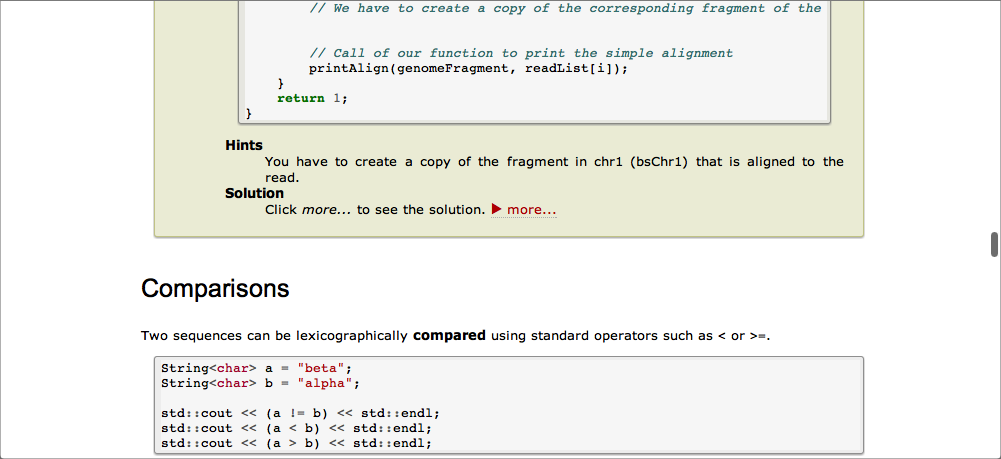 // We have to create a copy of the corresponding fragment of the
// Call of our function to print the simple alignment
printAlign(genomeFragment, readList[i]);
}
return 1;
}
Hints
You have to create a copy of the fragment in chr1 (bsChr1) that is aligned to the
read.
Solution
Click more... to see the solution. ▶ more...
Comparisons
Two sequences can be lexicographically compared using standard operators such as < or >=.
String<char> a = "beta";
String<char> b = "alpha";
std::cout << (a != b) << std::endl;
std::cout << (a < b) << std::endl;
std::cout << (a > b) << std::endl;